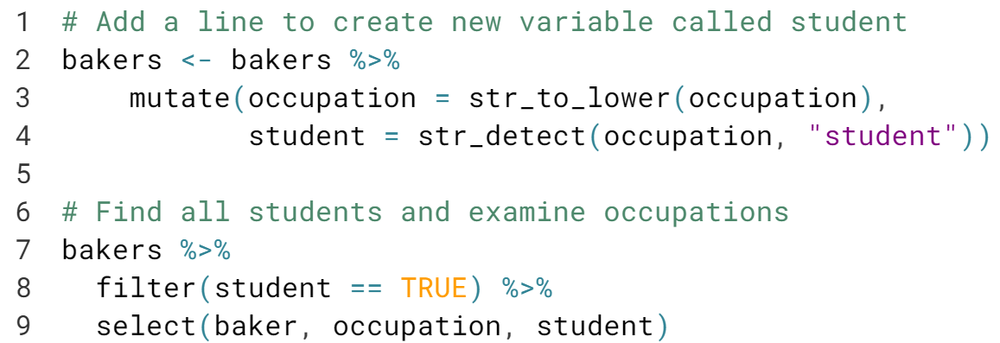 1 # Add a line to create new variable called student
2 bakers <- bakers %>%
3     mutate(occupation = str_to_lower(occupation),
4            student = str_detect(occupation, "student"))
5
6 # Find all students and examine occupations
7 bakers %>%
8   filter(student == TRUE) %>%
9   select(baker, occupation, student)